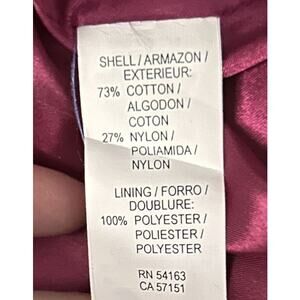 SHELL / ARMAZON /
EXTERIEUR:
73% COTTON /
ALGODON /
COTON
27% NYLON /
POLIAMIDA /
NYLON
LINING / FORRO /
DOUBLURE:
100% POLYESTER /
POLIESTER /
POLYESTER
RN 54163
CA 57151